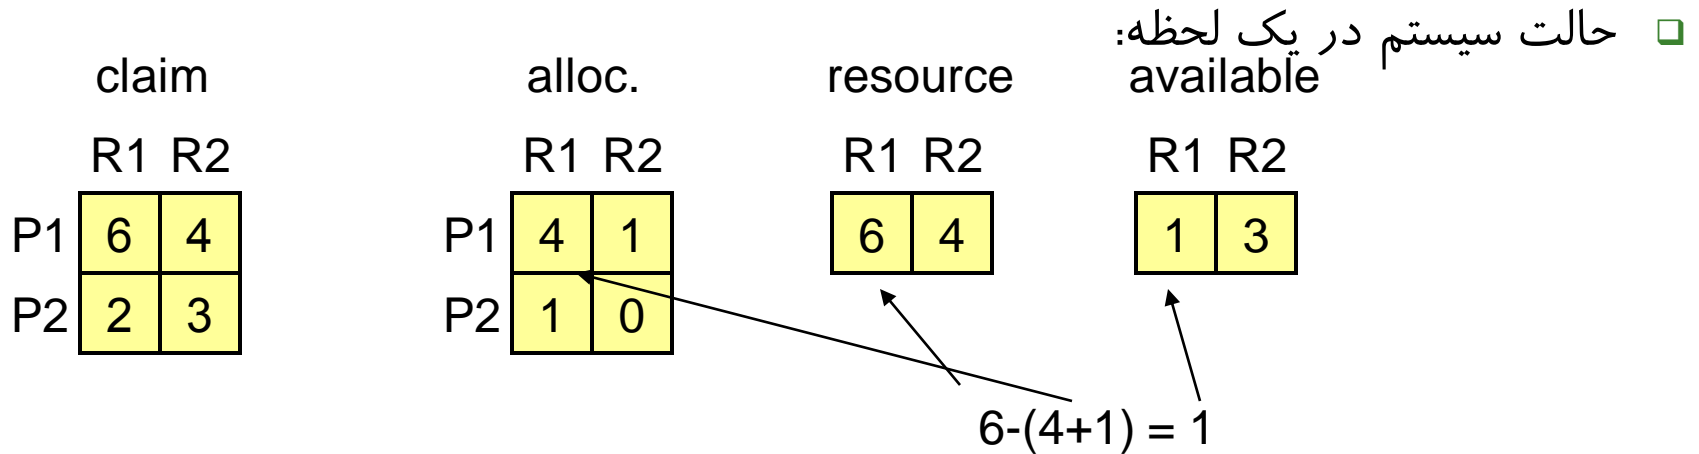 حالت سیستم در یک لحظه:
claim alloc. resource available
R1 R2 R1 R2 R1 R2 R1 R2
P1 6 4 P1 4 1 6 4 1 3
P2 2 3 P2 1 0
6-(4+1) = 1